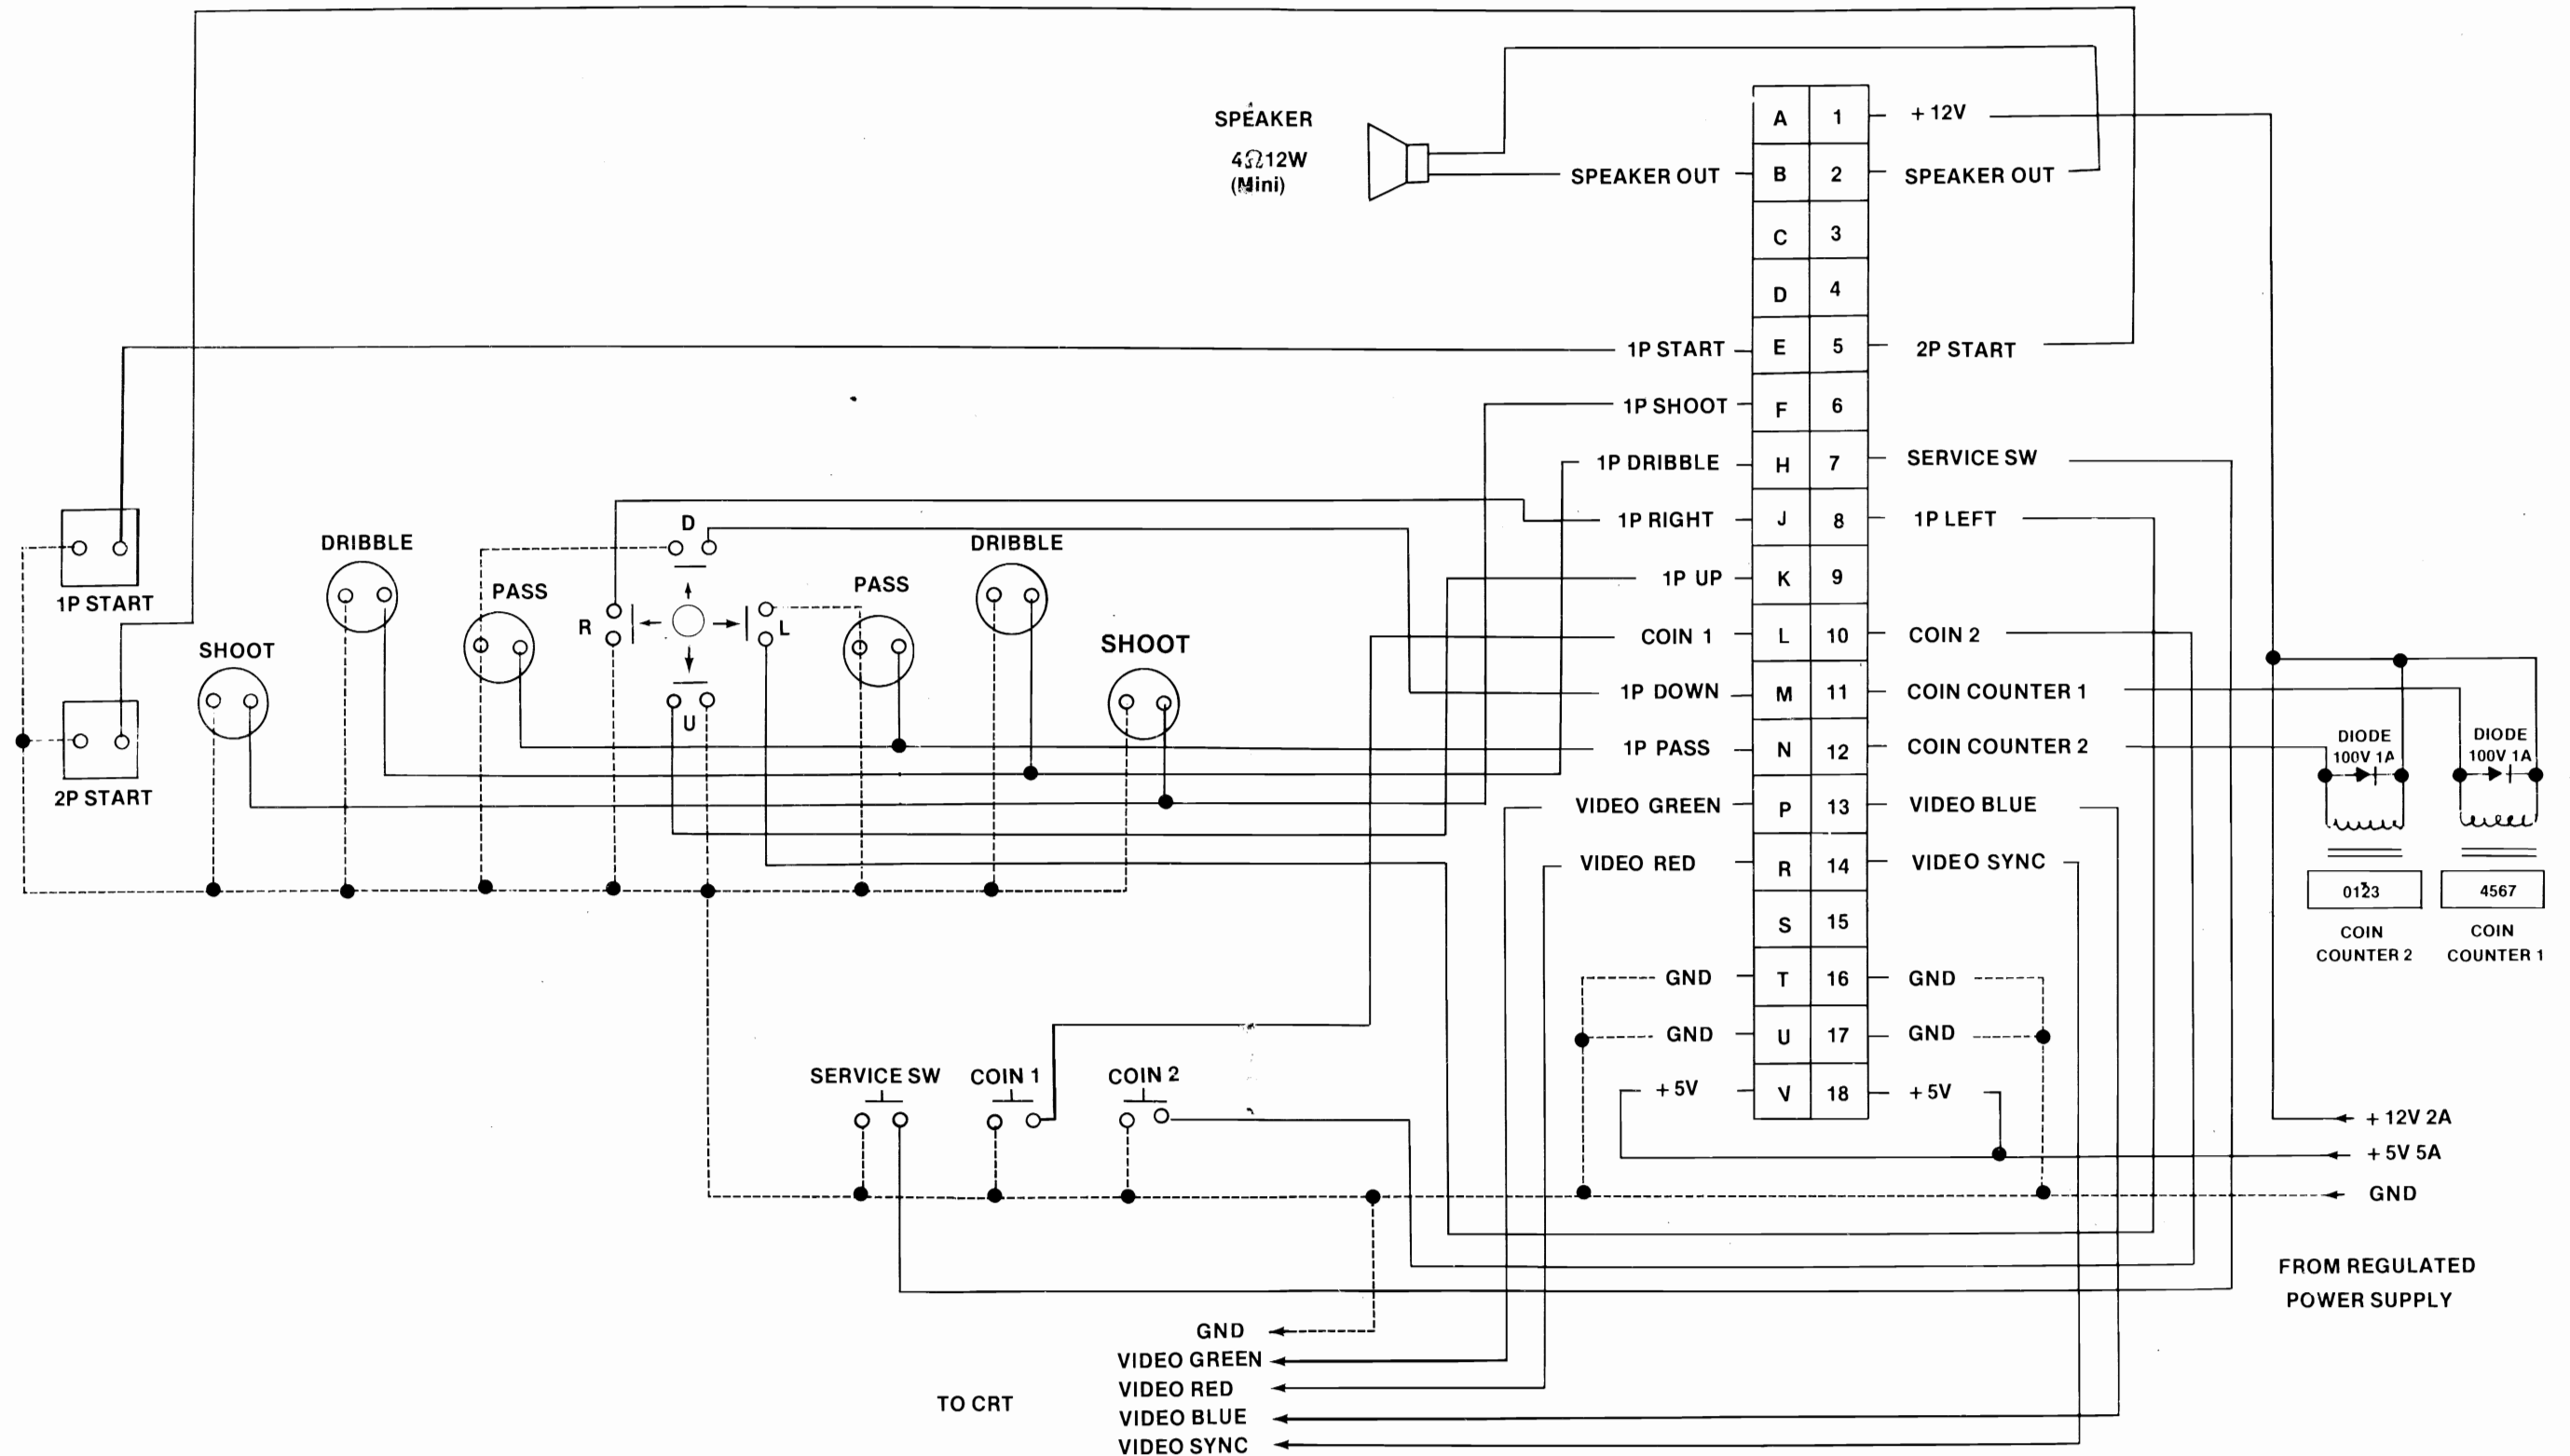 SPEAKER
4Ω12W
(Mini)
A 1 + 12V
SPEAKER OUT B 2 SPEAKER OUT
C 3
D 4
1P START E 5 2P START
1P SHOOT F 6
1P DRIBBLE H 7 SERVICE SW
1P RIGHT J 8 1P LEFT
1P UP K 9
COIN 1 L 10 COIN 2
1P DOWN M 11 COIN COUNTER 1
1P PASS N 12 COIN COUNTER 2
VIDEO GREEN P 13 VIDEO BLUE
VIDEO RED R 14 VIDEO SYNC
S 15
GND T 16 GND
GND U 17 GND
+ 5V V 18 + 5V
1P START
2P START
SHOOT
DRIBBLE
PASS
D
R
L
U
PASS
DRIBBLE
SHOOT
DIODE
100V 1A
DIODE
100V 1A
0123
4567
COIN
COUNTER 2
COIN
COUNTER 1
SERVICE SW
COIN 1
COIN 2
+ 12V 2A
+ 5V 5A
GND
FROM REGULATED
POWER SUPPLY
TO CRT
GND
VIDEO GREEN
VIDEO RED
VIDEO BLUE
VIDEO SYNC